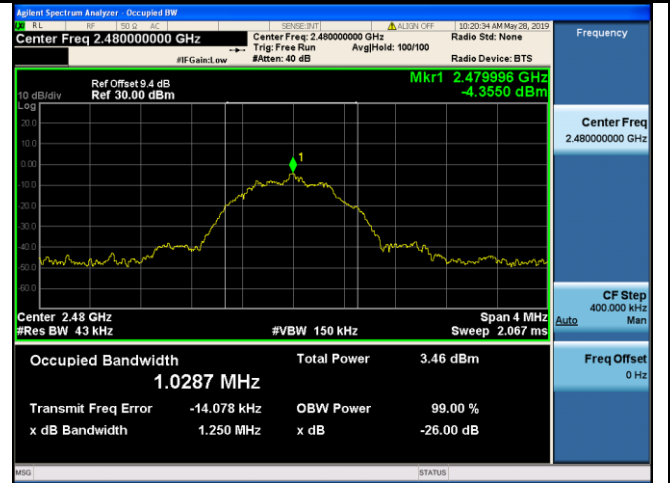 Agilent Spectrum Analyzer - Occupied BW
RL RF 50 Ω AC SENSE:INT ALIGN OFF 10:20:34 AM May 28, 2019
Center Freq 2.480000000 GHz
Center Freq: 2.480000000 GHz
Radio Std: None
Trig: Free Run Avg|Hold: 100/100
#IFGain:Low #Atten: 40 dB Radio Device: BTS
Frequency
Ref Offset 9.4 dB
10 dB/div Ref 30.00 dBm
Mkr1 2.479996 GHz
-4.3550 dBm
Log
20.0
10.0
0.00
-10.0
-20.0
-30.0
-40.0
-50.0
-60.0
1
Center 2.48 GHz Span 4 MHz
#Res BW 43 kHz #VBW 150 kHz Sweep 2.067 ms
Occupied Bandwidth Total Power 3.46 dBm
1.0287 MHz
Transmit Freq Error -14.078 kHz OBW Power 99.00 %
x dB Bandwidth 1.250 MHz x dB -26.00 dB
Center Freq
2.480000000 GHz
CF Step
400.000 kHz
Auto Man
Freq Offset
0 Hz
MSG STATUS